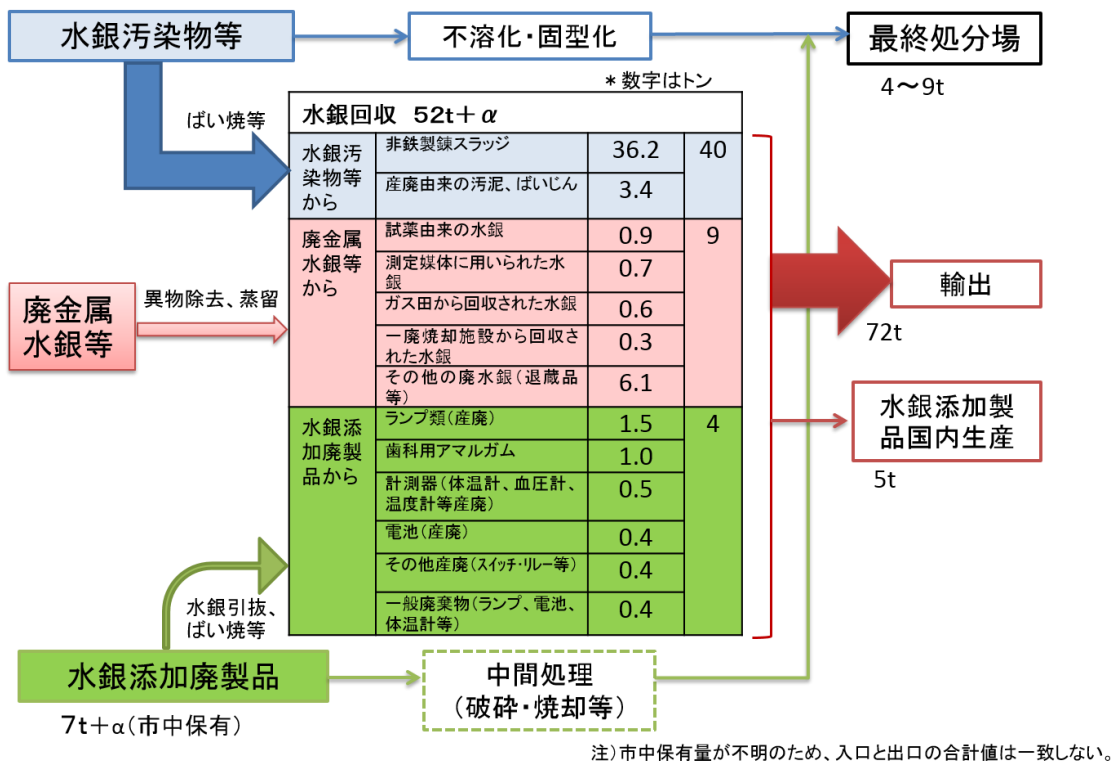 水銀汚染物等
不溶化・固型化
最終処分場
4～9t
＊数字はトン
ばい焼等
水銀回収 52t＋α
水銀汚
染物等
から
非鉄製錬スラッジ
36.2
40
産廃由来の汚泥、ばいじん
3.4
廃金属
水銀等
から
試薬由来の水銀
0.9
9
測定媒体に用いられた水
銀
0.7
ガス田から回収された水銀
0.6
一廃焼却施設から回収さ
れた水銀
0.3
その他の廃水銀（退蔵品
等）
6.1
水銀添
加廃製
品から
ランプ類（産廃）
1.5
4
歯科用アマルガム
1.0
計測器（体温計、血圧計、
温度計等産廃）
0.5
電池（産廃）
0.4
その他産廃（スイッチ・リレー等）
0.4
一般廃棄物（ランプ、電池、
体温計等）
0.4
廃金属
水銀等
異物除去、蒸留
輸出
72t
水銀添加製
品国内生産
5t
水銀引抜、
ばい焼等
水銀添加廃製品
7t＋α（市中保有）
中間処理
（破砕・焼却等）
注）市中保有量が不明のため、入口と出口の合計値は一致しない。